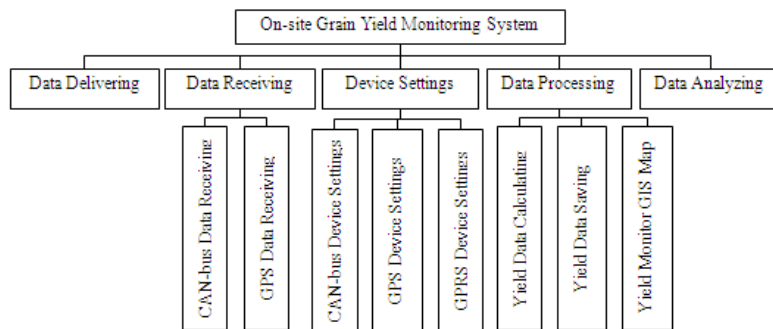 On-site Grain Yield Monitoring System
Data Delivering
Data Receiving
Device Settings
Data Processing
Data Analyzing
CAN-bus Data Receiving
GPS Data Receiving
CAN-bus Device Settings
GPS Device Settings
GPRS Device Settings
Yield Data Calculating
Yield Data Saving
Yield Monitor GIS Map